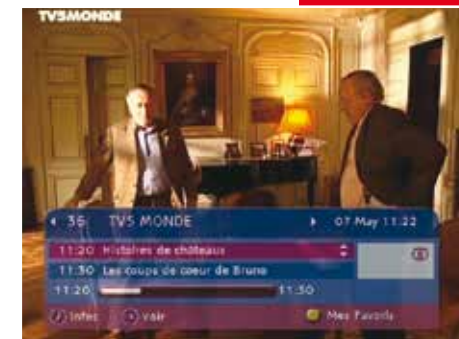 TV5MONDE
36 TV5 MONDE 07 May 11:22
11:20 Histoires de châteaux
11:30 Les coups de coeur de Bruno
11:20 11:30
Infos voir Mes Favoris